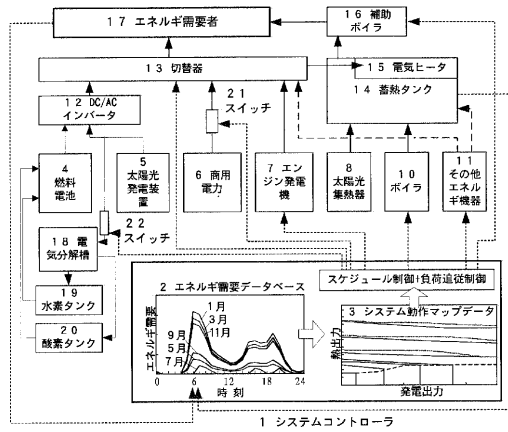 17 エネルギ需要者
16 補助
ボイラ
13 切替器
15 電気ヒータ
14 蓄熱タンク
12 DC/AC
インバータ
21
スイッチ
4
燃料
電池
5
太陽光
発電装
置
6 商用
電力
7 エン
ジン発電
機
8
太陽光
集熱器
10
ボイラ
11
その他
エネル
ギ機器
22
スイッチ
18 電
気分解槽
19
水素タンク
20
酸素タンク
スケジュール制御+負荷追従制御
2 エネルギ需要データベース
エネルギ需要
1月
3月
11月
9月
5月
7月
0 6 12 18 24
時 刻
3 システム動作マップデータ
熱出力
発電出力
1 システムコントローラ